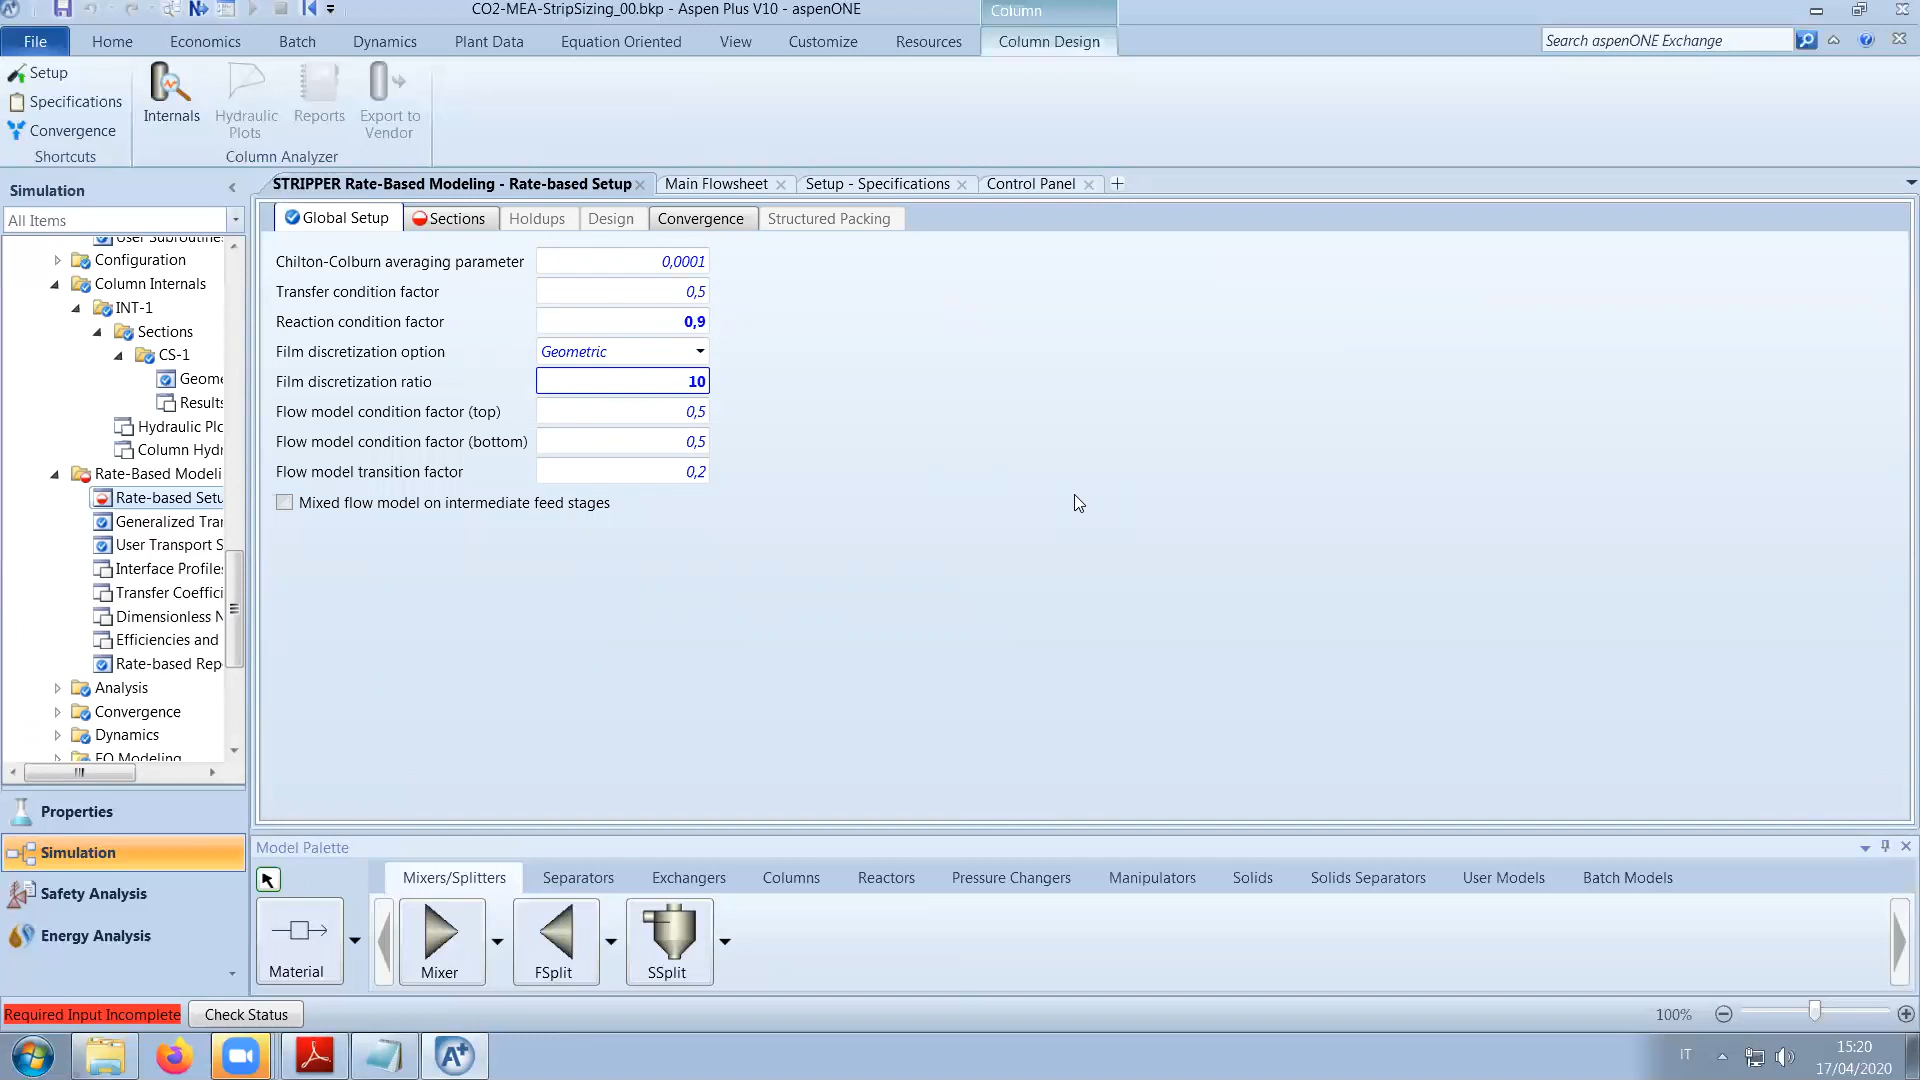 CO2-MEA-StripSizing_00.bkp - Aspen Plus V10 - aspenONE
Column
File
Home
Economics
Batch
Dynamics
Plant Data
Equation Oriented
View
Customize
Resources
Column Design
Search aspenONE Exchange
Setup
Specifications
Convergence
Shortcuts
Internals
Hydraulic
Plots
Reports
Export to
Vendor
Column Analyzer
Simulation
All Items
User Subroutine
Configuration
Column Internals
INT-1
Sections
CS-1
Geome
Results
Hydraulic Plo
Column Hydr
Rate-Based Modeli
Rate-based Setu
Generalized Tran
User Transport S
Interface Profiles
Transfer Coeffici
Dimensionless N
Efficiencies and
Rate-based Rep
Analysis
Convergence
Dynamics
EO Modeling
Properties
Simulation
Safety Analysis
Energy Analysis
STRIPPER Rate-Based Modeling - Rate-based Setup
Main Flowsheet
Setup - Specifications
Control Panel
Global Setup
Sections
Holdups
Design
Convergence
Structured Packing
Chilton-Colburn averaging parameter 0,0001
Transfer condition factor 0,5
Reaction condition factor 0,9
Film discretization option Geometric
Film discretization ratio 10
Flow model condition factor (top) 0,5
Flow model condition factor (bottom) 0,5
Flow model transition factor 0,2
Mixed flow model on intermediate feed stages
Model Palette
Mixers/Splitters
Separators
Exchangers
Columns
Reactors
Pressure Changers
Manipulators
Solids
Solids Separators
User Models
Batch Models
Material
Mixer
FSplit
SSplit
Required Input Incomplete
Check Status
100%
IT
15:20
17/04/2020